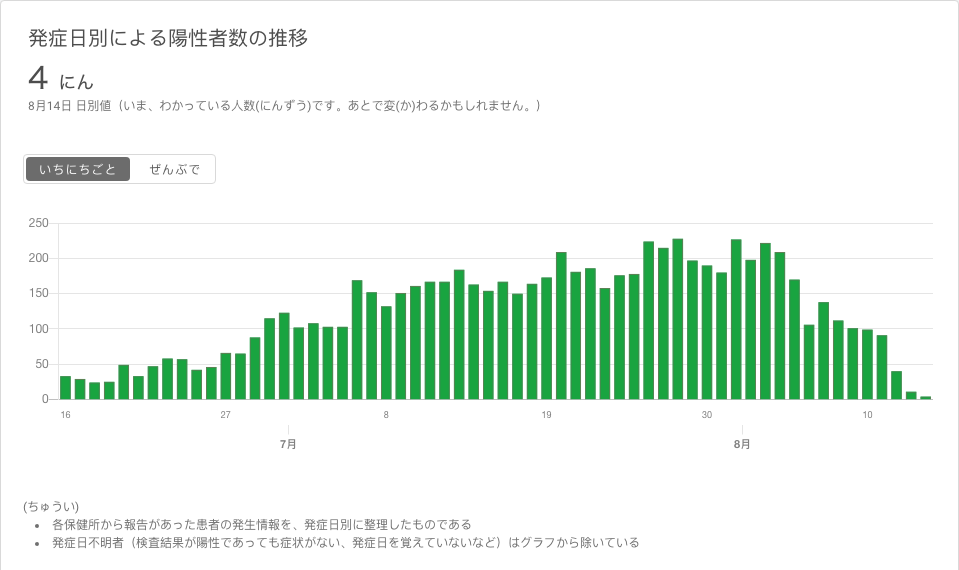 発症日別による陽性者数の推移
4 にん
8月14日 日別値（いま、わかっている人数(にんずう)です。あとで変(か)わるかもしれません。）
いちにちごと ぜんぶで
250
200
150
100
50
0
16 27 8 19 30 10
7月 8月
(ちゅうい)
• 各保健所から報告があった患者の発生情報を、発症日別に整理したものである
• 発症日不明者（検査結果が陽性であっても症状がない、発症日を覚えていないなど）はグラフから除いている